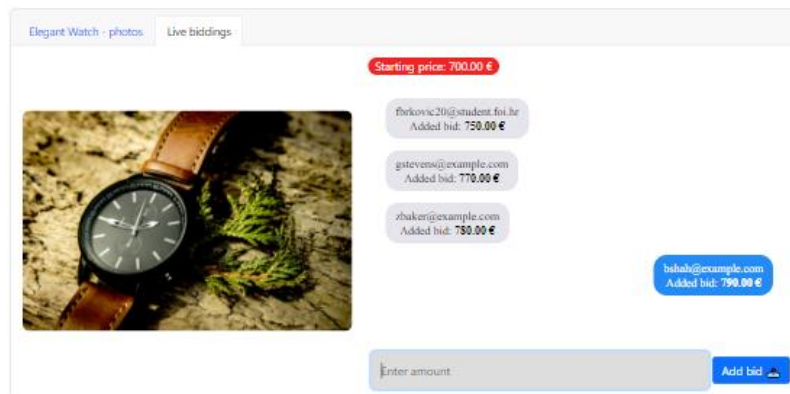 Elegant Watch - photos
Live biddings
Starting price: 700.00 €
fbrkovic20@student.foi.hr
Added bid: 750.00 €
gstevens@example.com
Added bid: 770.00 €
zbaker@example.com
Added bid: 780.00 €
bshah@example.com
Added bid: 790.00 €
Enter amount
Add bid